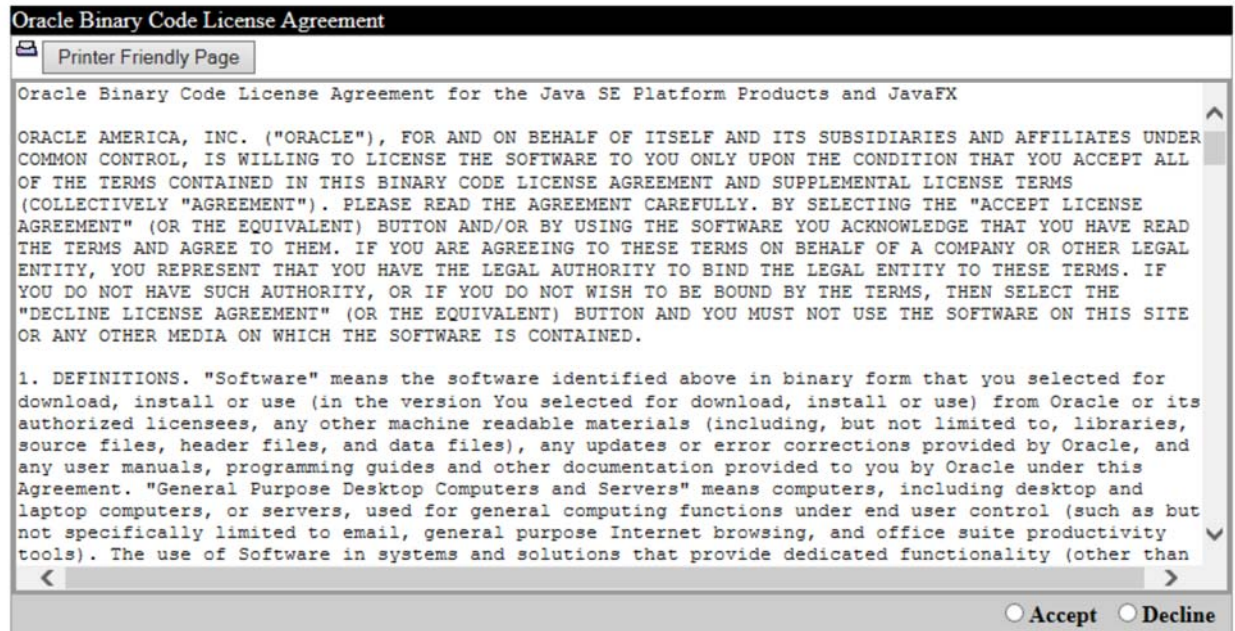 Oracle Binary Code License Agreement
Printer Friendly Page
Oracle Binary Code License Agreement for the Java SE Platform Products and JavaFX
ORACLE AMERICA, INC. ("ORACLE"), FOR AND ON BEHALF OF ITSELF AND ITS SUBSIDIARIES AND AFFILIATES UNDER
COMMON CONTROL, IS WILLING TO LICENSE THE SOFTWARE TO YOU ONLY UPON THE CONDITION THAT YOU ACCEPT ALL
OF THE TERMS CONTAINED IN THIS BINARY CODE LICENSE AGREEMENT AND SUPPLEMENTAL LICENSE TERMS
(COLLECTIVELY "AGREEMENT"). PLEASE READ THE AGREEMENT CAREFULLY. BY SELECTING THE "ACCEPT LICENSE
AGREEMENT" (OR THE EQUIVALENT) BUTTON AND/OR BY USING THE SOFTWARE YOU ACKNOWLEDGE THAT YOU HAVE READ
THE TERMS AND AGREE TO THEM. IF YOU ARE AGREEING TO THESE TERMS ON BEHALF OF A COMPANY OR OTHER LEGAL
ENTITY, YOU REPRESENT THAT YOU HAVE THE LEGAL AUTHORITY TO BIND THE LEGAL ENTITY TO THESE TERMS. IF
YOU DO NOT HAVE SUCH AUTHORITY, OR IF YOU DO NOT WISH TO BE BOUND BY THE TERMS, THEN SELECT THE
"DECLINE LICENSE AGREEMENT" (OR THE EQUIVALENT) BUTTON AND YOU MUST NOT USE THE SOFTWARE ON THIS SITE
OR ANY OTHER MEDIA ON WHICH THE SOFTWARE IS CONTAINED.
1. DEFINITIONS. "Software" means the software identified above in binary form that you selected for
download, install or use (in the version You selected for download, install or use) from Oracle or its
authorized licensees, any other machine readable materials (including, but not limited to, libraries,
source files, header files, and data files), any updates or error corrections provided by Oracle, and
any user manuals, programming guides and other documentation provided to you by Oracle under this
Agreement. "General Purpose Desktop Computers and Servers" means computers, including desktop and
laptop computers, or servers, used for general computing functions under end user control (such as but
not specifically limited to email, general purpose Internet browsing, and office suite productivity
tools). The use of Software in systems and solutions that provide dedicated functionality (other than
Accept Decline